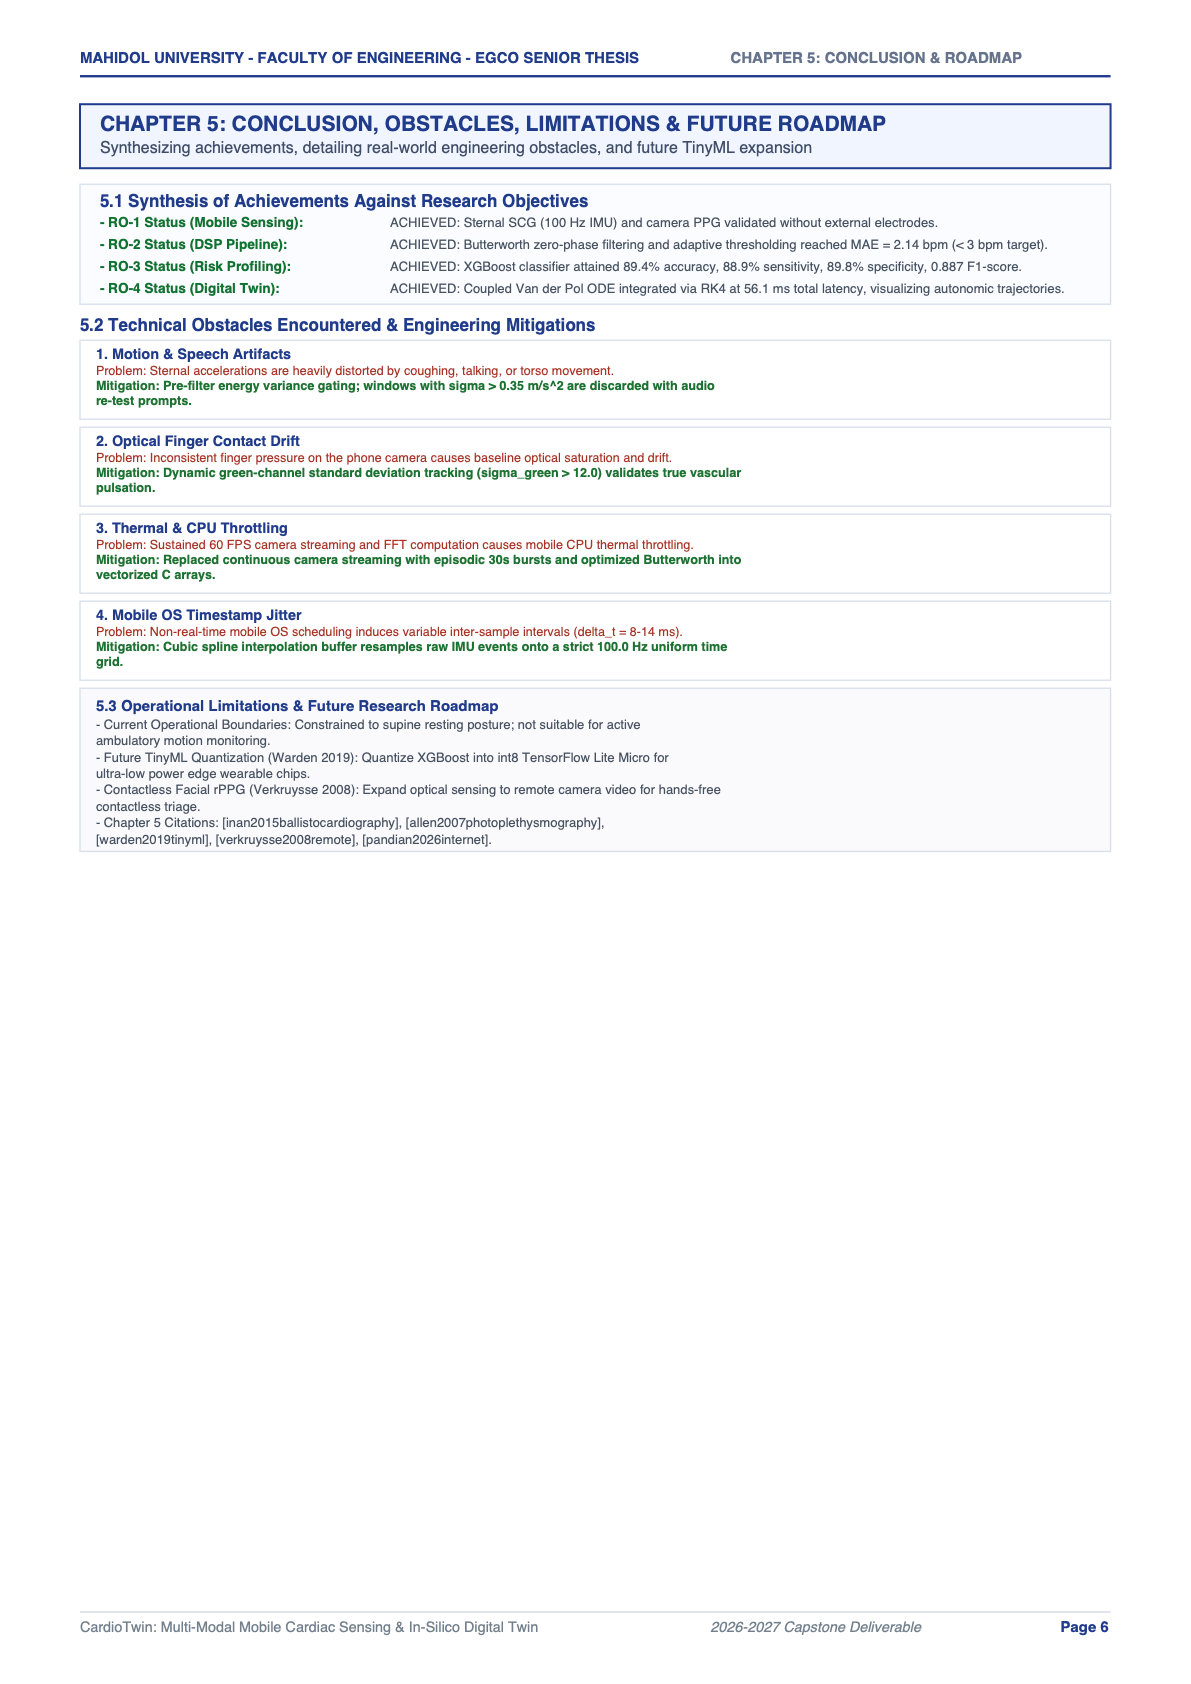 MAHIDOL UNIVERSITY - FACULTY OF ENGINEERING - EGCO SENIOR THESIS
CHAPTER 5: CONCLUSION & ROADMAP
CHAPTER 5: CONCLUSION, OBSTACLES, LIMITATIONS & FUTURE ROADMAP
Synthesizing achievements, detailing real-world engineering obstacles, and future TinyML expansion
5.1 Synthesis of Achievements Against Research Objectives
- RO-1 Status (Mobile Sensing): ACHIEVED: Sternal SCG (100 Hz IMU) and camera PPG validated without external electrodes.
- RO-2 Status (DSP Pipeline): ACHIEVED: Butterworth zero-phase filtering and adaptive thresholding reached MAE = 2.14 bpm (< 3 bpm target).
- RO-3 Status (Risk Profiling): ACHIEVED: XGBoost classifier attained 89.4% accuracy, 88.9% sensitivity, 89.8% specificity, 0.887 F1-score.
- RO-4 Status (Digital Twin): ACHIEVED: Coupled Van der Pol ODE integrated via RK4 at 56.1 ms total latency, visualizing autonomic trajectories.
5.2 Technical Obstacles Encountered & Engineering Mitigations
1. Motion & Speech Artifacts
Problem: Sternal accelerations are heavily distorted by coughing, talking, or torso movement.
Mitigation: Pre-filter energy variance gating; windows with sigma > 0.35 m/s^2 are discarded with audio
re-test prompts.
2. Optical Finger Contact Drift
Problem: Inconsistent finger pressure on the phone camera causes baseline optical saturation and drift.
Mitigation: Dynamic green-channel standard deviation tracking (sigma_green > 12.0) validates true vascular
pulsation.
3. Thermal & CPU Throttling
Problem: Sustained 60 FPS camera streaming and FFT computation causes mobile CPU thermal throttling.
Mitigation: Replaced continuous camera streaming with episodic 30s bursts and optimized Butterworth into
vectorized C arrays.
4. Mobile OS Timestamp Jitter
Problem: Non-real-time mobile OS scheduling induces variable inter-sample intervals (delta_t = 8-14 ms).
Mitigation: Cubic spline interpolation buffer resamples raw IMU events onto a strict 100.0 Hz uniform time
grid.
5.3 Operational Limitations & Future Research Roadmap
- Current Operational Boundaries: Constrained to supine resting posture; not suitable for active
ambulatory motion monitoring.
- Future TinyML Quantization (Warden 2019): Quantize XGBoost into int8 TensorFlow Lite Micro for
ultra-low power edge wearable chips.
- Contactless Facial rPPG (Verkruysse 2008): Expand optical sensing to remote camera video for hands-free
contactless triage.
- Chapter 5 Citations: [inan2015ballistocardiography], [allen2007photoplethysmography],
[warden2019tinyml], [verkruysse2008remote], [pandian2026internet].
CardioTwin: Multi-Modal Mobile Cardiac Sensing & In-Silico Digital Twin
2026-2027 Capstone Deliverable
Page 6